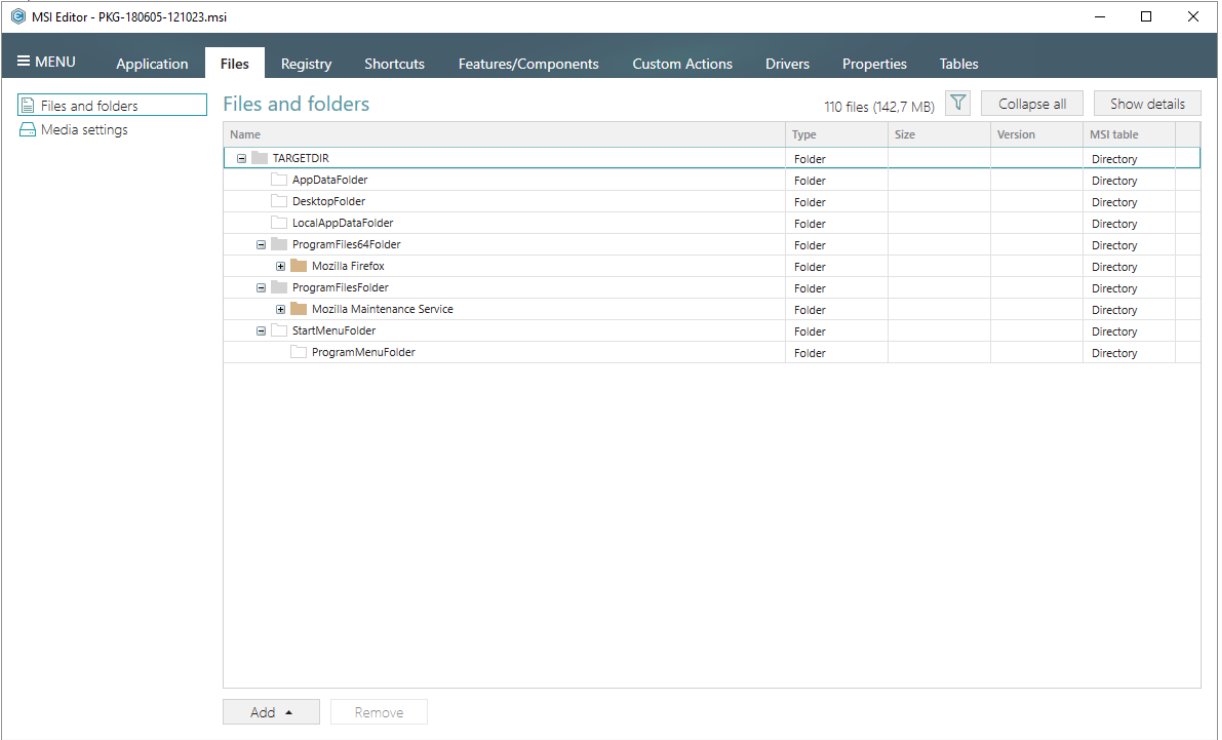 MSI Editor - PKG-180605-121023.msi
MENU Application Files Registry Shortcuts Features/Components Custom Actions Drivers Properties Tables
Files and folders
Media settings
Files and folders 110 files (142,7 MB) Collapse all Show details
Name Type Size Version MSI table
TARGETDIR Folder Directory
AppDataFolder Folder Directory
DesktopFolder Folder Directory
LocalAppDataFolder Folder Directory
ProgramFiles64Folder Folder Directory
Mozilla Firefox Folder Directory
ProgramFilesFolder Folder Directory
Mozilla Maintenance Service Folder Directory
StartMenuFolder Folder Directory
ProgramMenuFolder Folder Directory
Add Remove